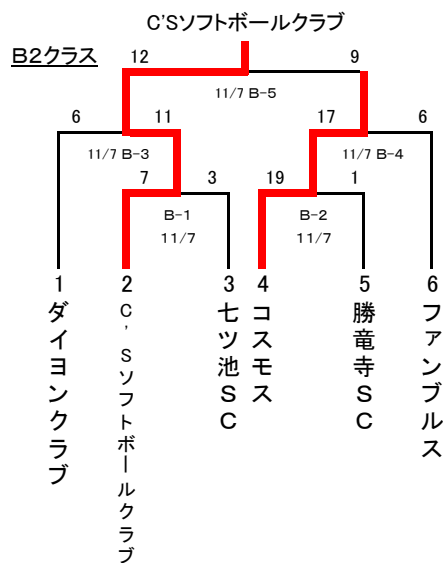 C'Sソフトボールクラブ
B2クラス
12
9
11/7 B-5
6
11
17
6
11/7 B-3
11/7 B-4
7
3
19
1
B-1
11/7
B-2
11/7
1
ダイヨンクラブ
2
C'Sソフトボールクラブ
3
七ツ池SC
4
コスモス
5
勝竜寺SC
6
ファンブルス